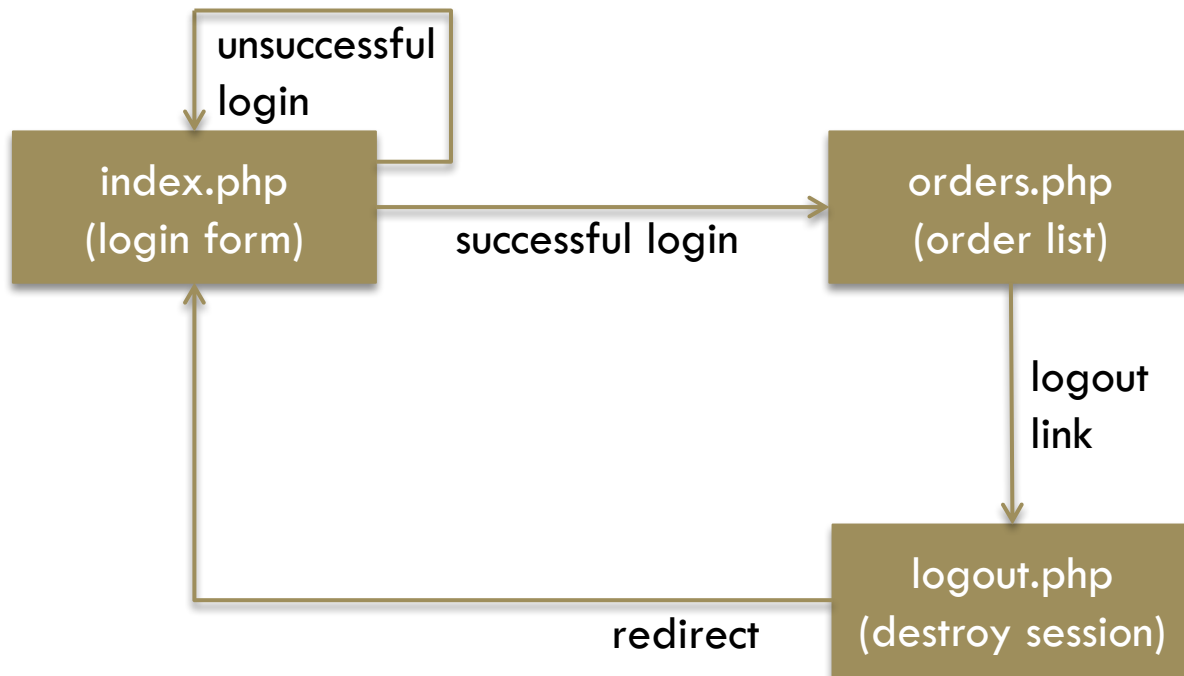 unsuccessful
login
index.php
(login form)
successful login
orders.php
(order list)
logout
link
logout.php
(destroy session)
redirect